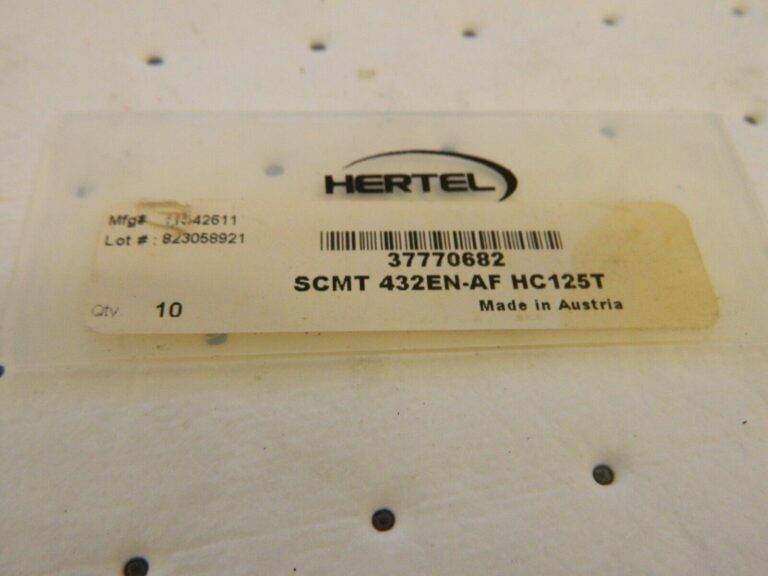 HERTEL
Mfg#
Lot # : 823058921
37770682
SCMT 432EN-AF HC125T
Qty 10
Made in Austria